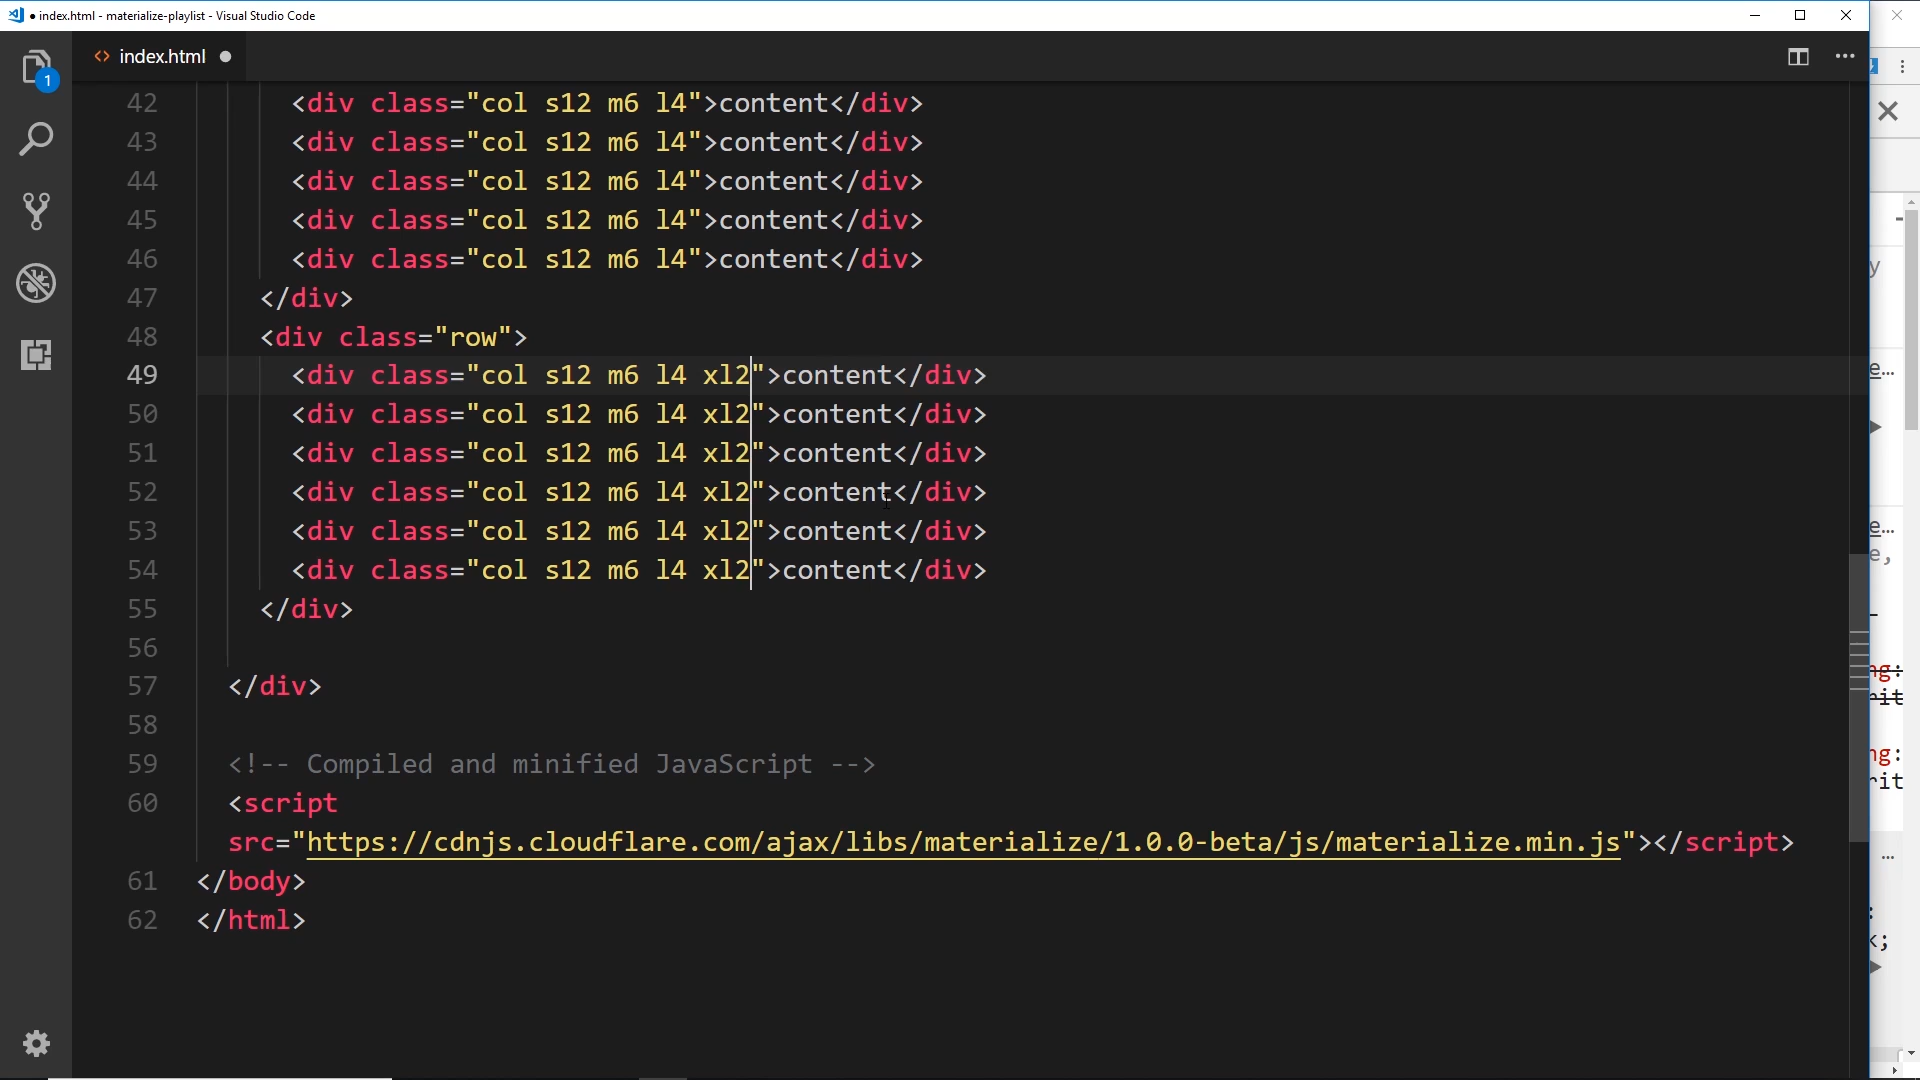 ● index.html - materialize-playlist - Visual Studio Code
<> index.html ●
1
42 <div class="col s12 m6 l4">content</div>
43 <div class="col s12 m6 l4">content</div>
44 <div class="col s12 m6 l4">content</div>
45 <div class="col s12 m6 l4">content</div>
46 <div class="col s12 m6 l4">content</div>
47 </div>
48 <div class="row">
49 <div class="col s12 m6 l4 xl2">content</div>
50 <div class="col s12 m6 l4 xl2">content</div>
51 <div class="col s12 m6 l4 xl2">content</div>
52 <div class="col s12 m6 l4 xl2">content</div>
53 <div class="col s12 m6 l4 xl2">content</div>
54 <div class="col s12 m6 l4 xl2">content</div>
55 </div>
56
57 </div>
58
59 <!-- Compiled and minified JavaScript -->
60 <script
src="https://cdnjs.cloudflare.com/ajax/libs/materialize/1.0.0-beta/js/materialize.min.js"></script>
61 </body>
62 </html>